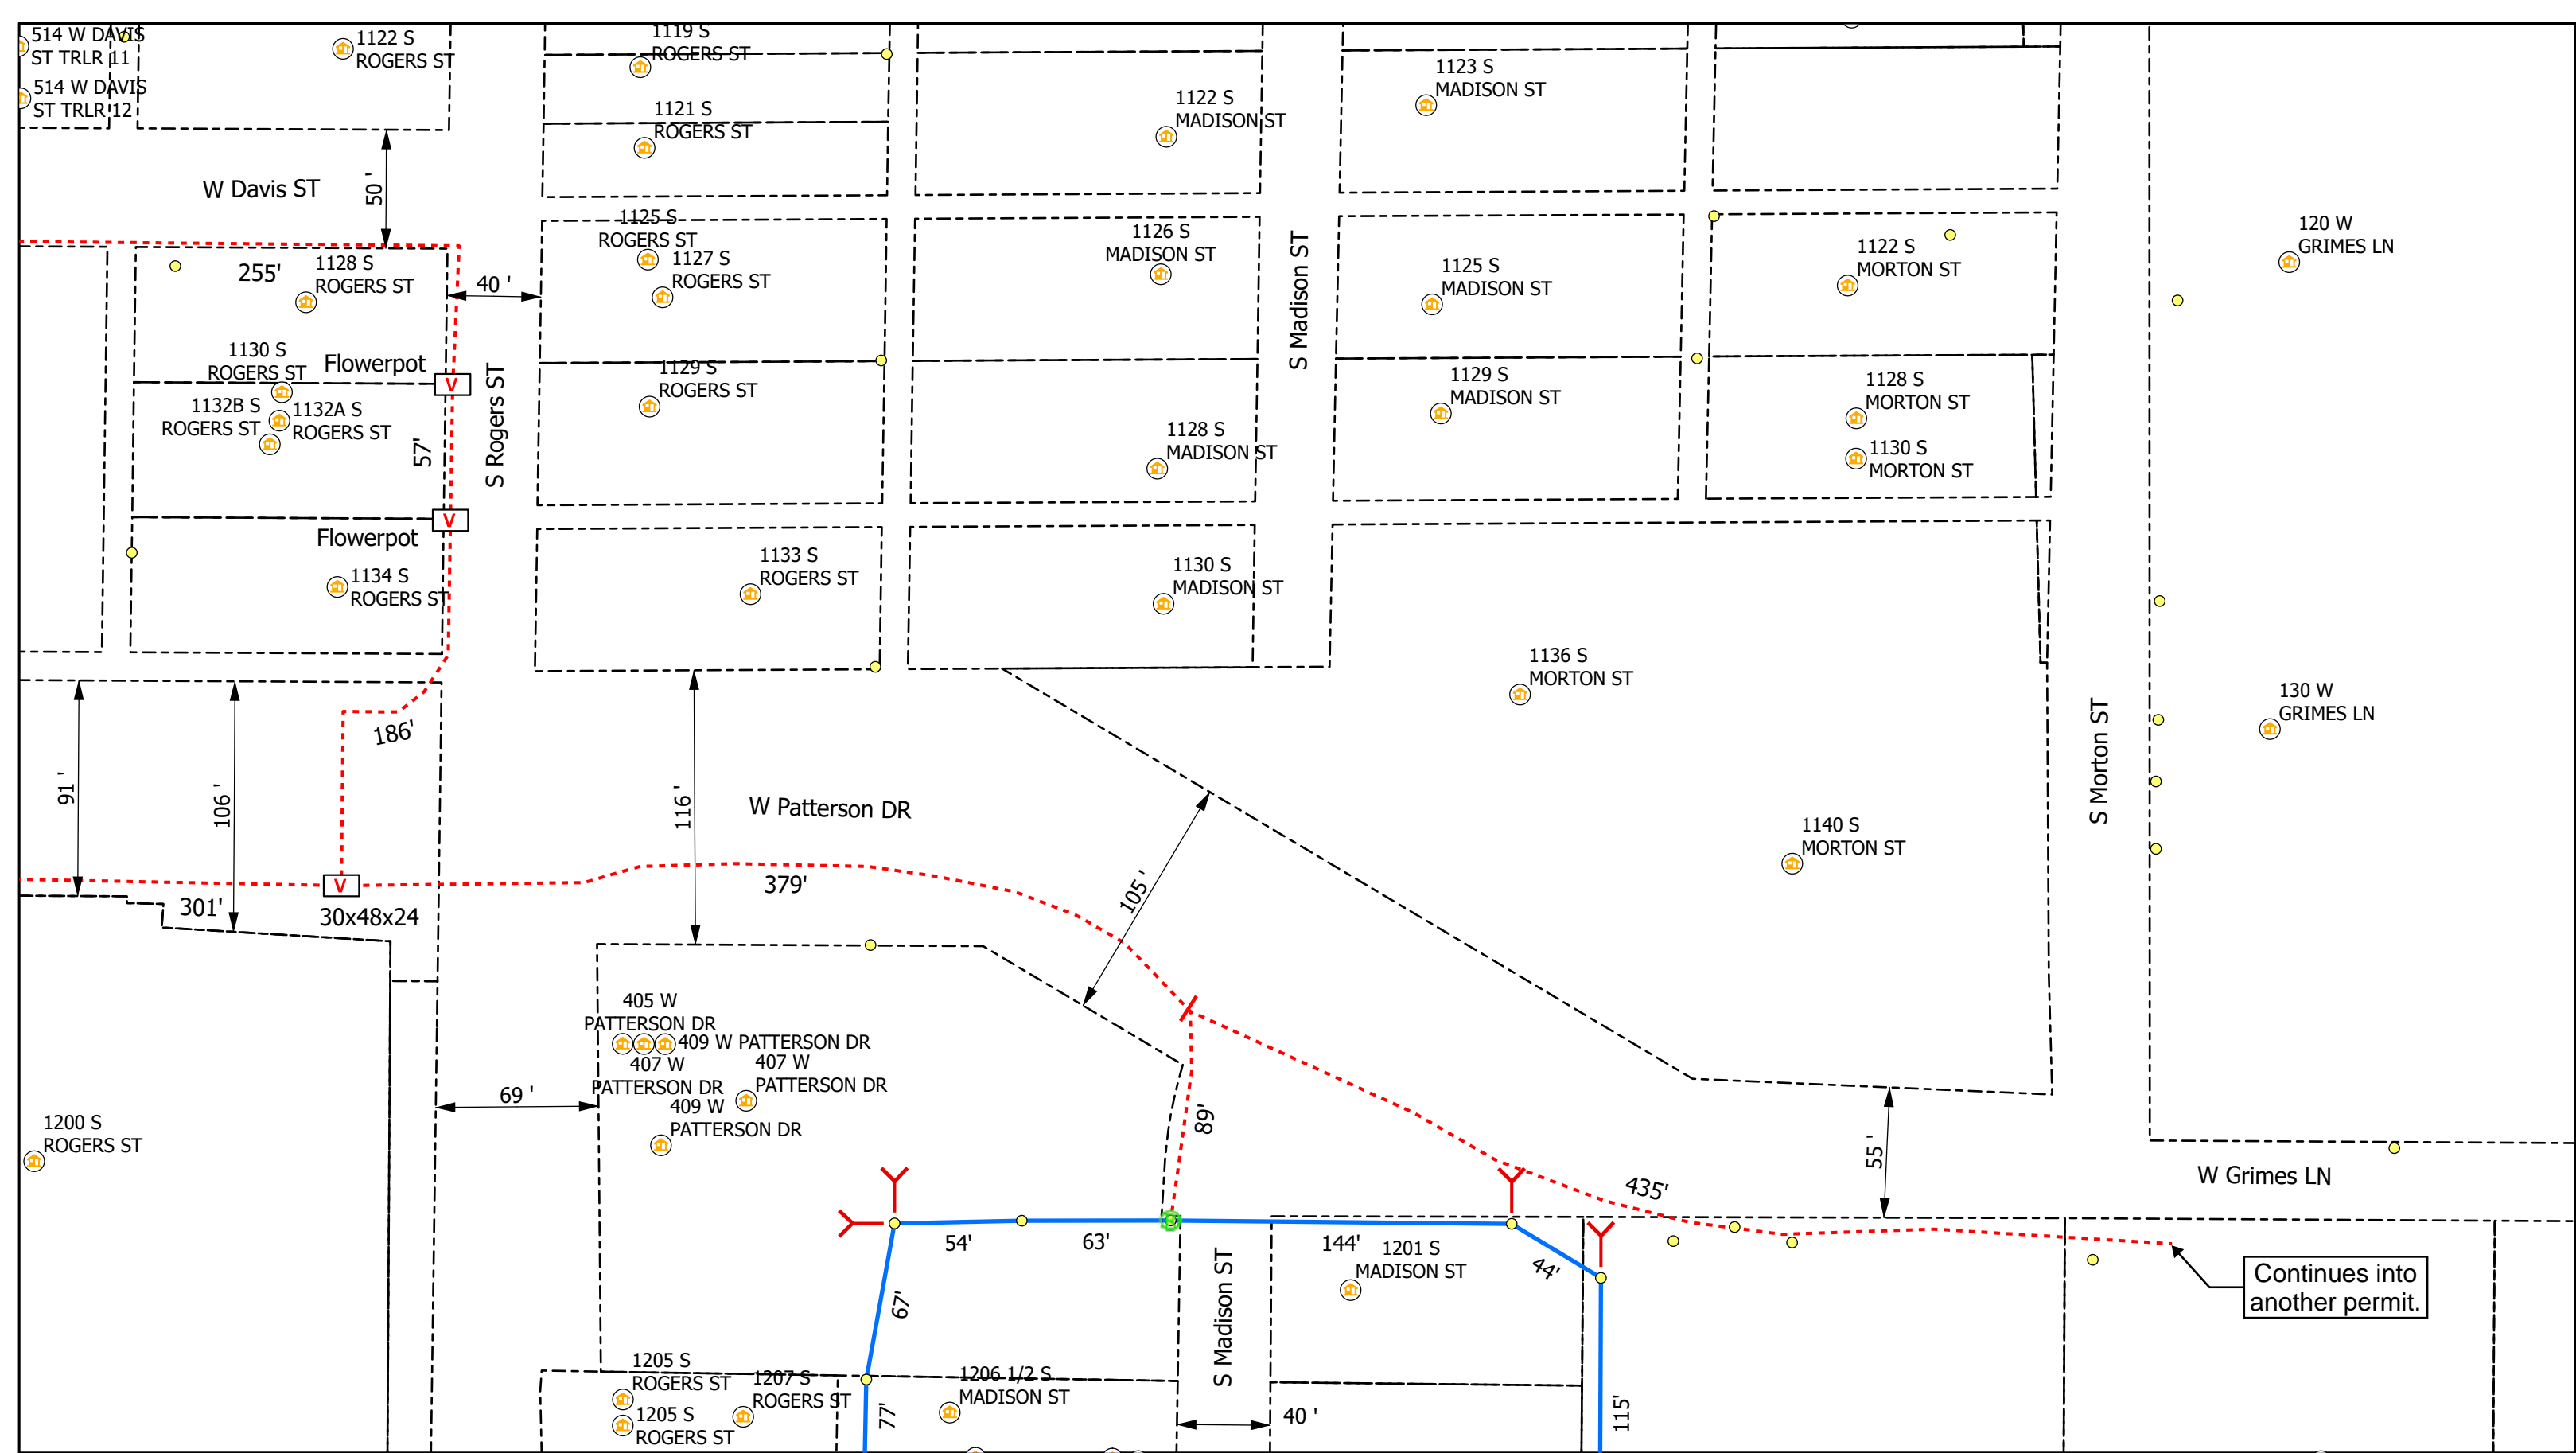 514 W DAVIS
ST TRLR 11
514 W DAVIS
ST TRLR 12
1122 S
ROGERS ST
1119 S
ROGERS ST
1121 S
ROGERS ST
1122 S
MADISON ST
1123 S
MADISON ST
W Davis ST
50 '
255'
1128 S
ROGERS ST
40 '
1125 S
ROGERS ST
1127 S
ROGERS ST
1126 S
MADISON ST
S Madison ST
1125 S
MADISON ST
1122 S
MORTON ST
120 W
GRIMES LN
1130 S
ROGERS ST
Flowerpot
V
1132B S
ROGERS ST
1132A S
ROGERS ST
57'
S Rogers ST
1129 S
ROGERS ST
1128 S
MADISON ST
1129 S
MADISON ST
1128 S
MORTON ST
1130 S
MORTON ST
V
Flowerpot
1134 S
ROGERS ST
1133 S
ROGERS ST
1130 S
MADISON ST
1136 S
MORTON ST
130 W
GRIMES LN
S Morton ST
186'
91 '
106 '
116 '
W Patterson DR
105 '
1140 S
MORTON ST
V
301'
30x48x24
379'
405 W
PATTERSON DR
409 W PATTERSON DR
407 W
PATTERSON DR
407 W
PATTERSON DR
409 W
PATTERSON DR
69 '
1200 S
ROGERS ST
89'
55 '
435'
W Grimes LN
54'
63'
144'
1201 S
MADISON ST
44'
Continues into
another permit.
67'
S Madison ST
1205 S
ROGERS ST
1205 S
ROGERS ST
1207 S
ROGERS ST
77'
1206 1/2 S
MADISON ST
40 '
115'